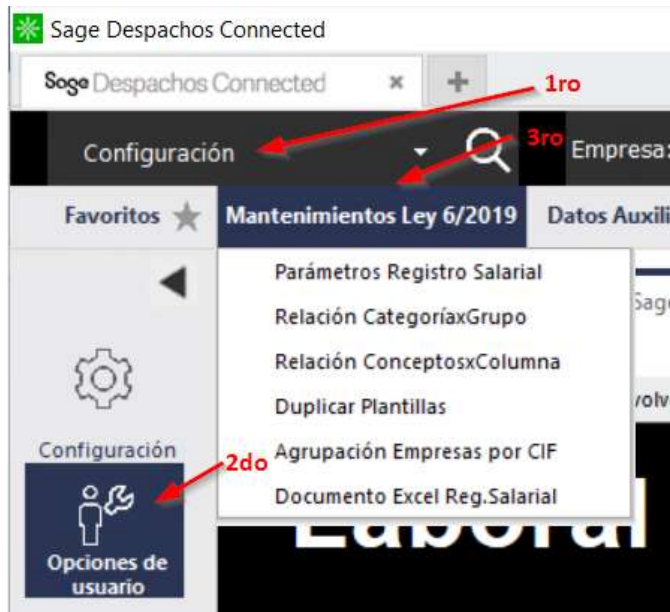 Sage Despachos Connected
Sage Despachos Connected × +
1ro
Configuración
3ro
Empresa:
Favoritos Mantenimientos Ley 6/2019 Datos Auxili
Parámetros Registro Salarial
Sage
Relación CategoríaxGrupo
Relación ConceptosxColumna
Duplicar Plantillas
volv
Configuración
2do
Agrupación Empresas por CIF
Documento Excel Reg.Salarial
Laboral
Opciones de
usuario